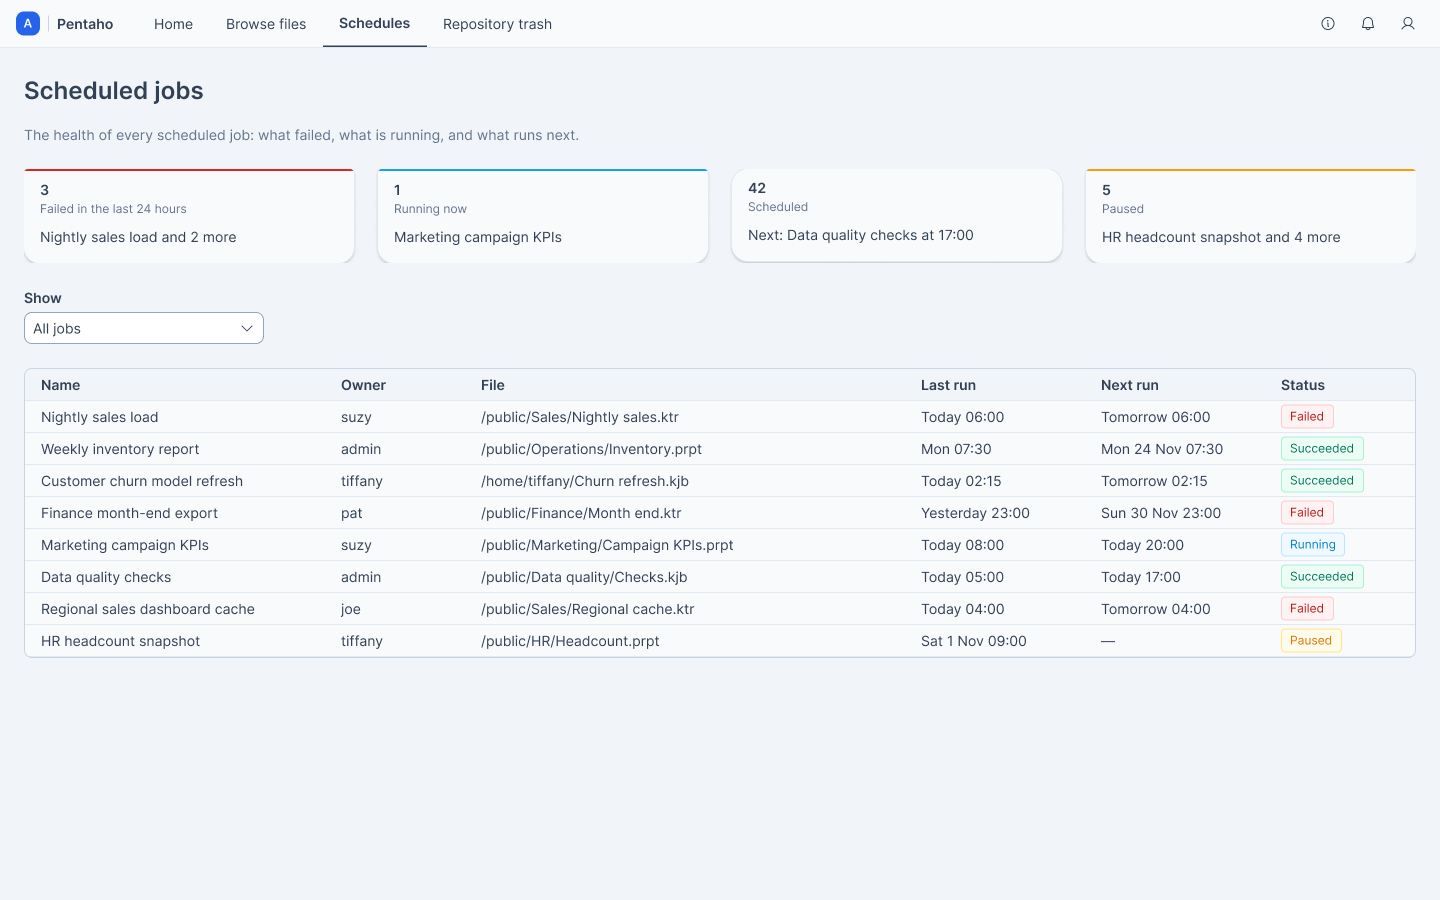 A Pentaho Home Browse files Schedules Repository trash
Scheduled jobs
The health of every scheduled job: what failed, what is running, and what runs next.
3
Failed in the last 24 hours
Nightly sales load and 2 more
1
Running now
Marketing campaign KPIs
42
Scheduled
Next: Data quality checks at 17:00
5
Paused
HR headcount snapshot and 4 more
Show
All jobs
Name Owner File Last run Next run Status
Nightly sales load suzy /public/Sales/Nightly sales.ktr Today 06:00 Tomorrow 06:00 Failed
Weekly inventory report admin /public/Operations/Inventory.prpt Mon 07:30 Mon 24 Nov 07:30 Succeeded
Customer churn model refresh tiffany /home/tiffany/Churn refresh.kjb Today 02:15 Tomorrow 02:15 Succeeded
Finance month-end export pat /public/Finance/Month end.ktr Yesterday 23:00 Sun 30 Nov 23:00 Failed
Marketing campaign KPIs suzy /public/Marketing/Campaign KPIs.prpt Today 08:00 Today 20:00 Running
Data quality checks admin /public/Data quality/Checks.kjb Today 05:00 Today 17:00 Succeeded
Regional sales dashboard cache joe /public/Sales/Regional cache.ktr Today 04:00 Tomorrow 04:00 Failed
HR headcount snapshot tiffany /public/HR/Headcount.prpt Sat 1 Nov 09:00 — Paused